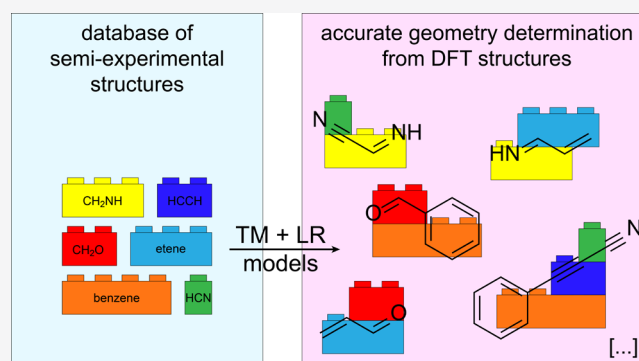 database of
semi-experimental
structures
CH₂NH
HCCH
CH₂O
etene
benzene
HCN
TM + LR
models
accurate geometry determination
from DFT structures
N
NH
HN
O
N
O
[...]